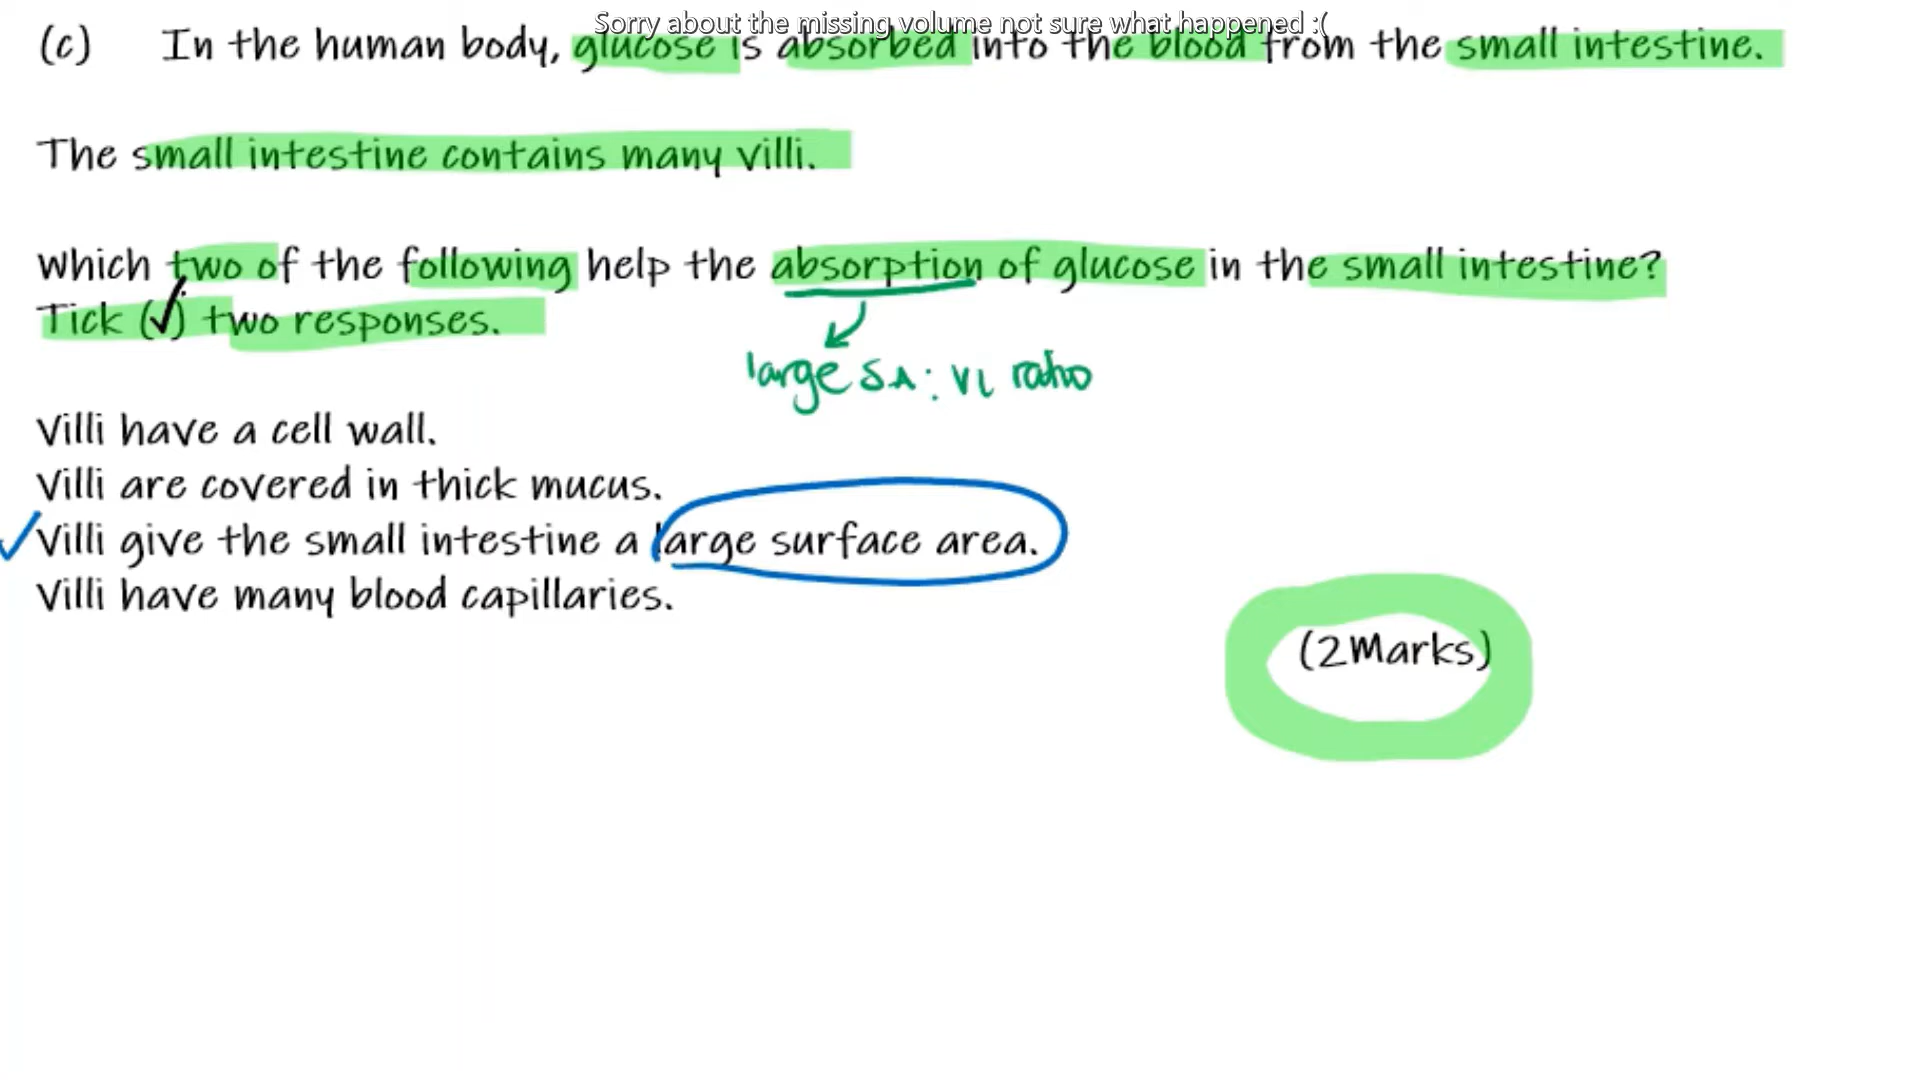 Sorry about the missing volume not sure what happened :(
(c) In the human body, glucose is absorbed into the blood from the small intestine.
The small intestine contains many villi.
Which two of the following help the absorption of glucose in the small intestine?
Tick (✓) two responses.
large SA: VL ratio
Villi have a cell wall.
Villi are covered in thick mucus.
✓Villi give the small intestine a large surface area.
Villi have many blood capillaries.
(2Marks)